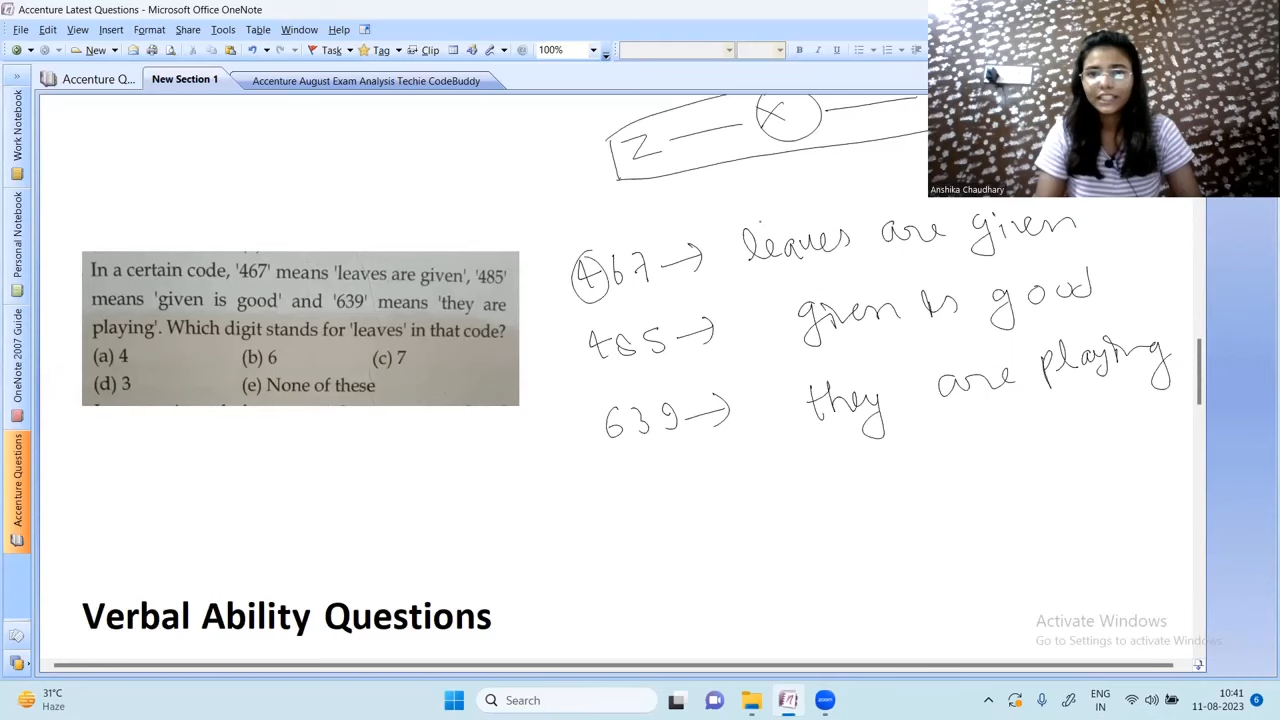 Accenture Latest Questions - Microsoft Office OneNote
File Edit View Insert Format Share Tools Table Window Help
New Task Tag Clip 100%
Accenture Q... New Section 1 Accenture August Exam Analysis Techie CodeBuddy
Work Notebook
Personal Notebook
OneNote 2007 Guide
Accenture Questions
Z X
Anshika Chaudhary
In a certain code, '467' means 'leaves are given', '485'
means 'given is good' and '639' means 'they are
playing'. Which digit stands for 'leaves' in that code?
(a) 4 (b) 6 (c) 7
(d) 3 (e) None of these
467 → leaves are given
485 → given is good
639 → they are playing
Verbal Ability Questions
Activate Windows
Go to Settings to activate Windows.
31°C
Haze
Search
ENG
IN
10:41
11-08-2023
6